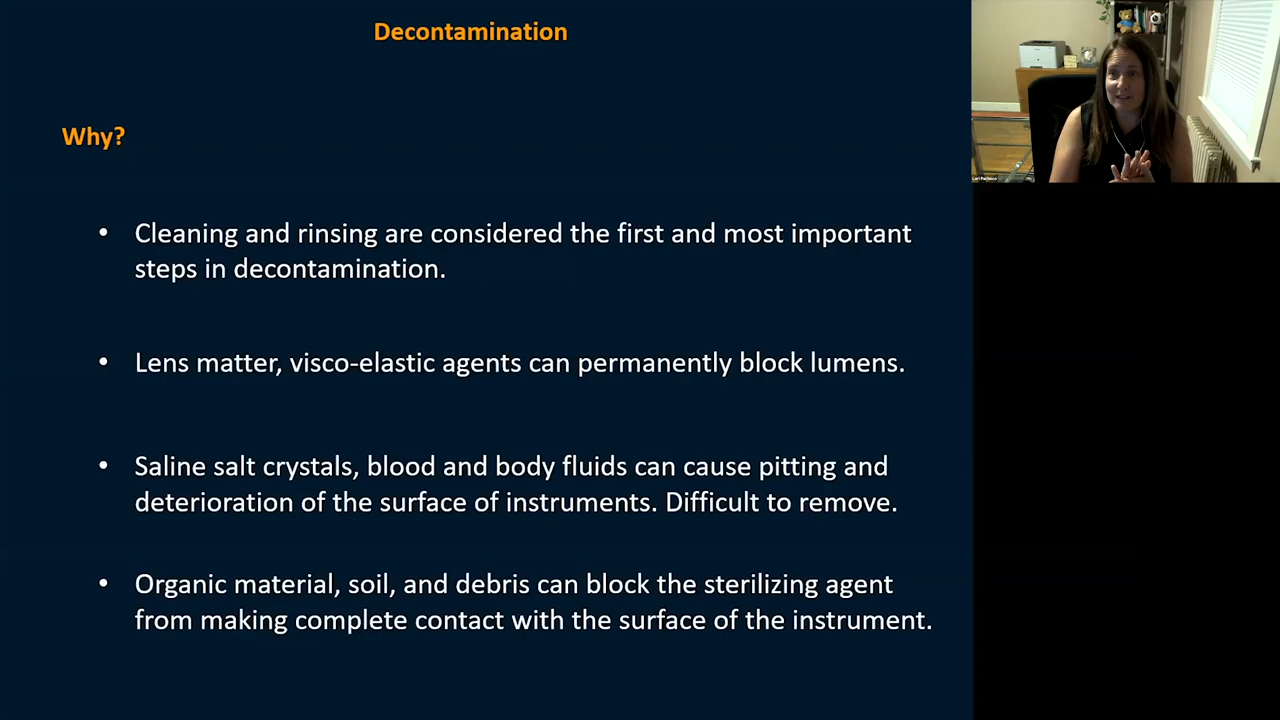 Decontamination
Why?
• Cleaning and rinsing are considered the first and most important
steps in decontamination.
• Lens matter, visco-elastic agents can permanently block lumens.
• Saline salt crystals, blood and body fluids can cause pitting and
deterioration of the surface of instruments. Difficult to remove.
• Organic material, soil, and debris can block the sterilizing agent
from making complete contact with the surface of the instrument.
Lori Pacheco